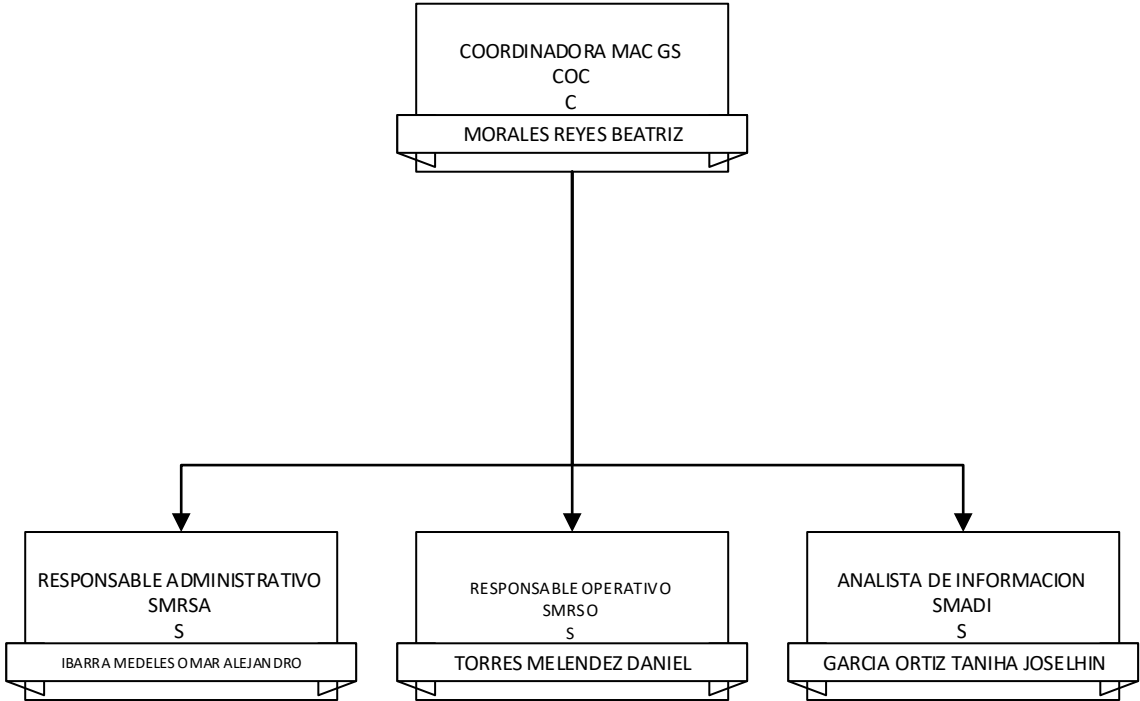 COORDINADORA MAC GS
COC
C
MORALES REYES BEATRIZ
RESPONSABLE ADMINISTRATIVO
SMRSA
S
IBARRA MEDELES OMAR ALEJANDRO
RESPONSABLE OPERATIVO
SMRSO
S
TORRES MELENDEZ DANIEL
ANALISTA DE INFORMACION
SMADI
S
GARCIA ORTIZ TANIHA JOSELHIN